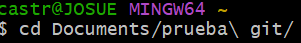 castr@JOSUE MINGW64 ~
$ cd Documents/prueba\ git/